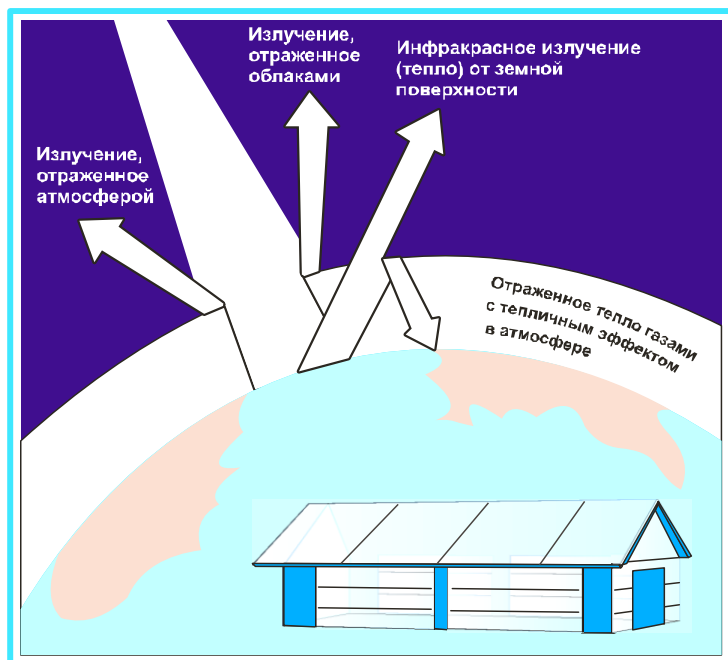 Излучение,
отраженное
облаками
Инфракрасное излучение
(тепло) от земной
поверхности
Излучение,
отраженное
атмосферой
Отраженное тепло газами
с тепличным эффектом
в атмосфере